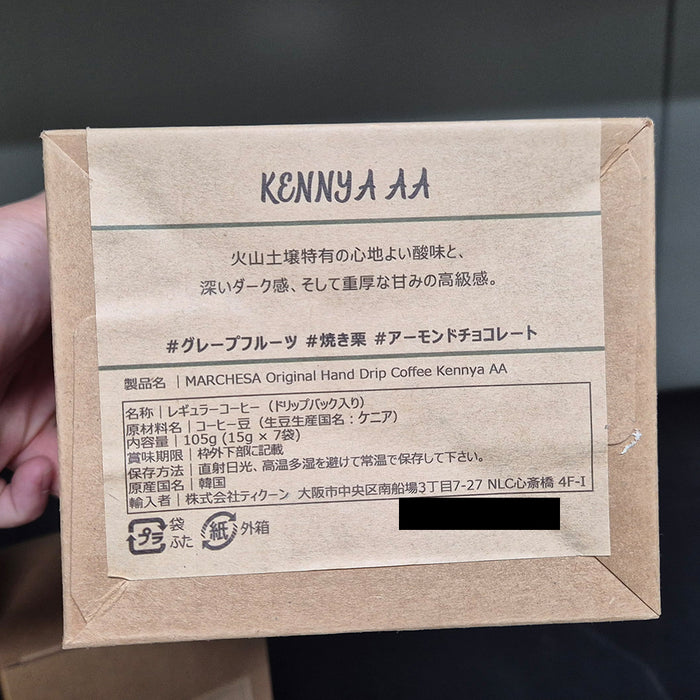 KENNYA AA
火山土壌特有の心地よい酸味と、
深いダーク感、そして重厚な甘みの高級感。
#グレープフルーツ #焼き栗 #アーモンドチョコレート
製品名 | MARCHESA Original Hand Drip Coffee Kennya AA
名称 | レギュラーコーヒー (ドリップバック入り)
原材料名 | コーヒー豆 (生豆生産国名:ケニア)
内容量 | 105g (15g × 7袋)
賞味期限 | 枠外下部に記載
保存方法 | 直射日光、高温多湿を避けて常温で保存して下さい。
原産国名 | 韓国
輸入者 | 株式会社ティクーン 大阪市中央区南船場3丁目7-27 NLC心斎橋 4F-I
プラ 袋 ふた 紙 外箱